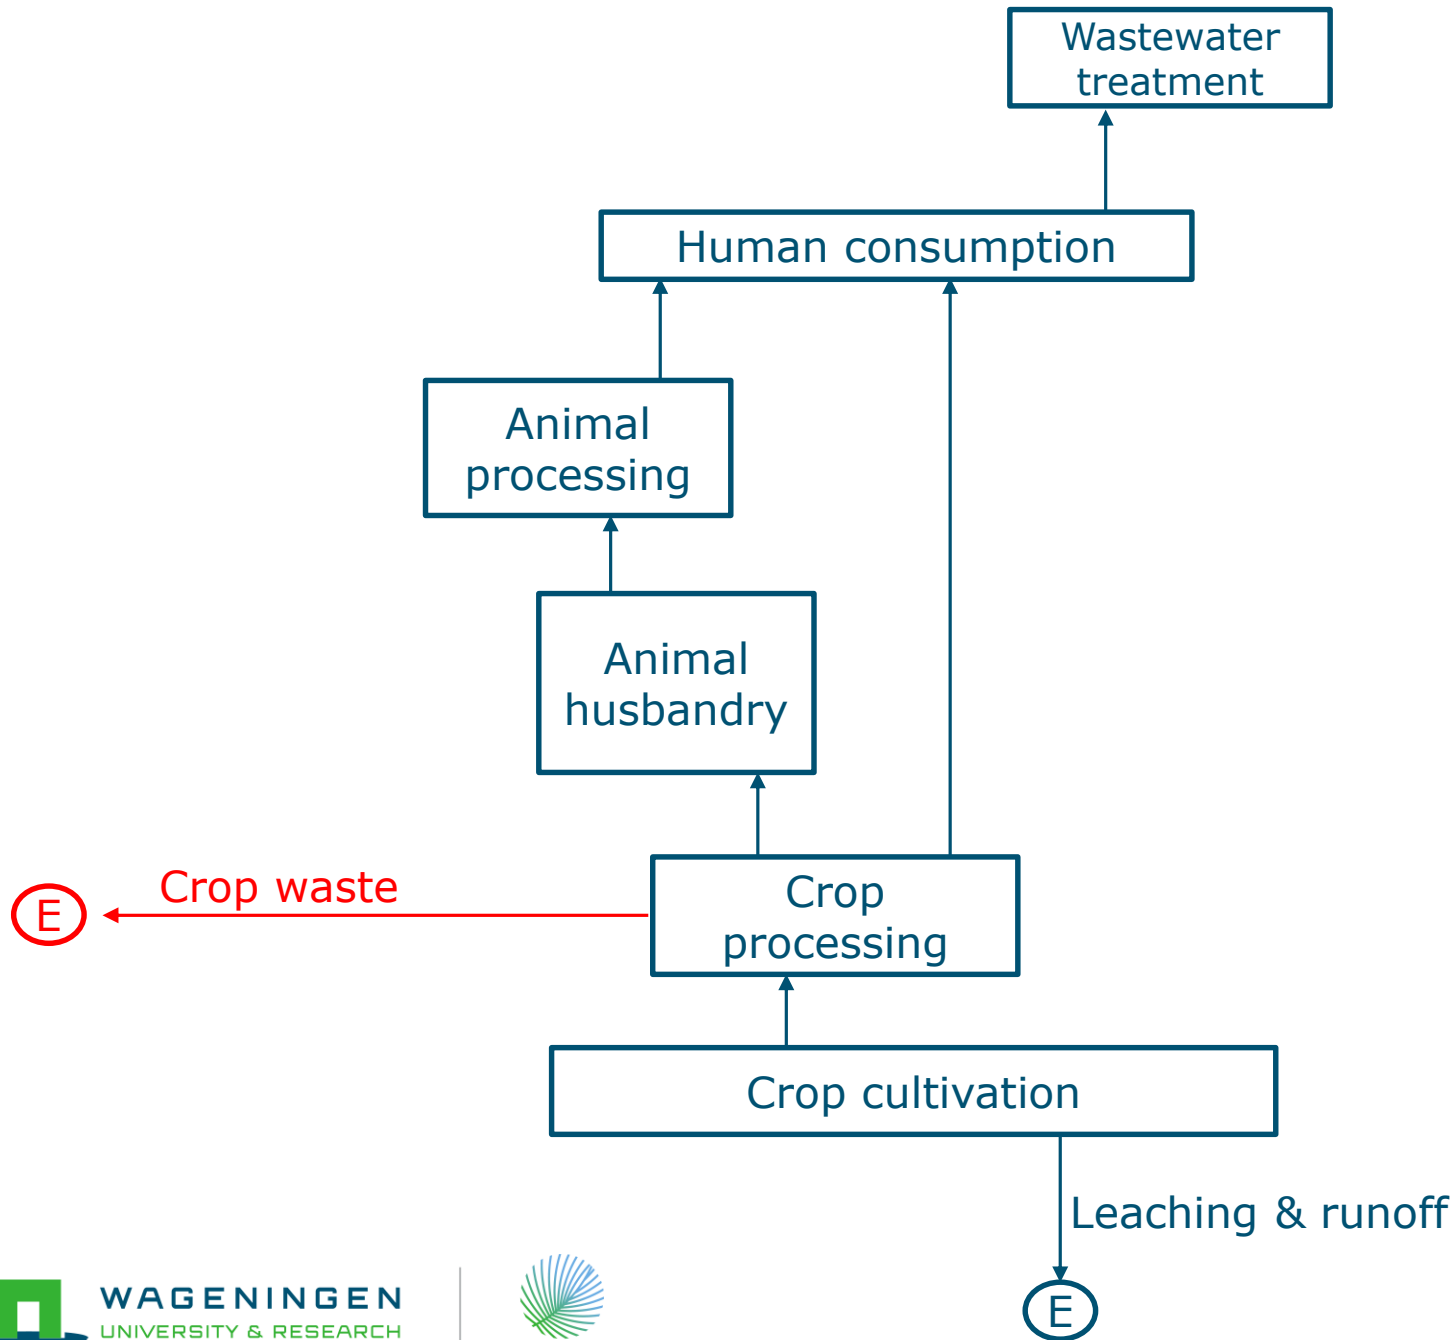 Wastewater
treatment
Human consumption
Animal
processing
Animal
husbandry
Crop waste
E
Crop
processing
Crop cultivation
Leaching & runoff
E
WAGENINGEN
UNIVERSITY & RESEARCH